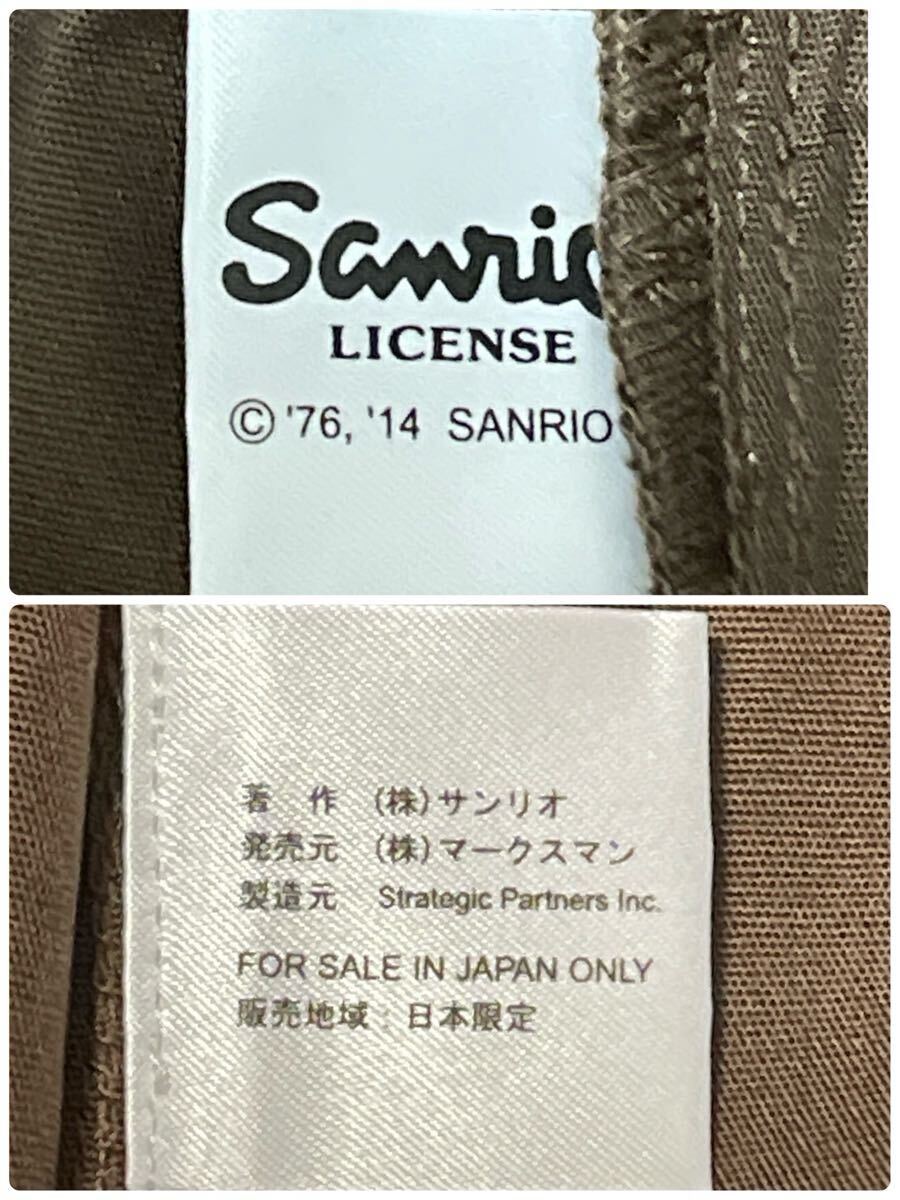 Sanrio
LICENSE
© '76, '14 SANRIO
著 作 (株)サンリオ
発売元 (株)マークスマン
製造元 Strategic Partners Inc.
FOR SALE IN JAPAN ONLY
販売地域:日本限定